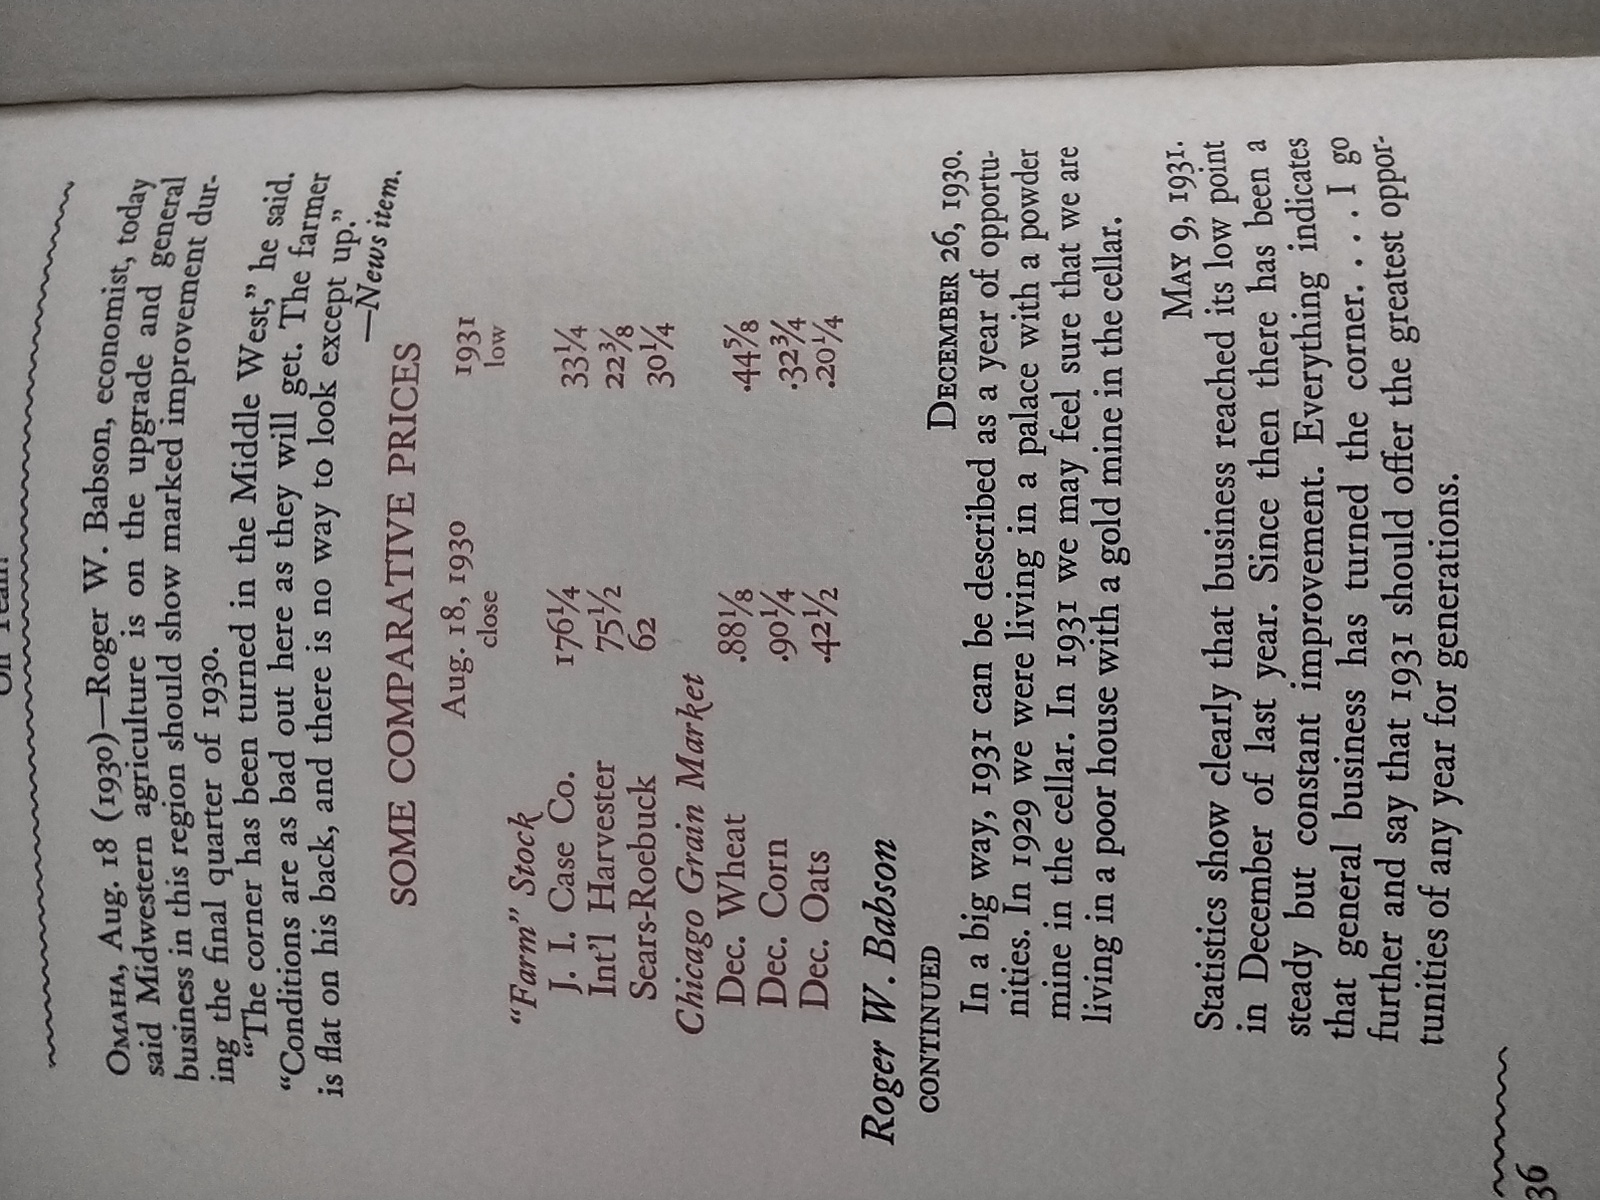 OMAHA, Aug. 18 (1930)—Roger W. Babson, economist, today
said Midwestern agriculture is on the upgrade and general
business in this region should show marked improvement dur-
ing the final quarter of 1930.
“The corner has been turned in the Middle West,” he said.
“Conditions are as bad out here as they will get. The farmer
is flat on his back, and there is no way to look except up.”
—News item.
SOME COMPARATIVE PRICES
Aug. 18, 1930 1931
close low
“Farm” Stock
J. I. Case Co. 176¼ 33¼
Int’l Harvester 75½ 22⅜
Sears-Roebuck 62 30¼
Chicago Grain Market
Dec. Wheat .88⅛ .44⅝
Dec. Corn .90¼ .32¾
Dec. Oats .42½ .20¼
Roger W. Babson
CONTINUED
DECEMBER 26, 1930.
In a big way, 1931 can be described as a year of opportu-
nities. In 1929 we were living in a palace with a powder
mine in the cellar. In 1931 we may feel sure that we are
living in a poor house with a gold mine in the cellar.
MAY 9, 1931.
Statistics show clearly that business reached its low point
in December of last year. Since then there has been a
steady but constant improvement. Everything indicates
that general business has turned the corner. . . . I go
further and say that 1931 should offer the greatest oppor-
tunities of any year for generations.
36